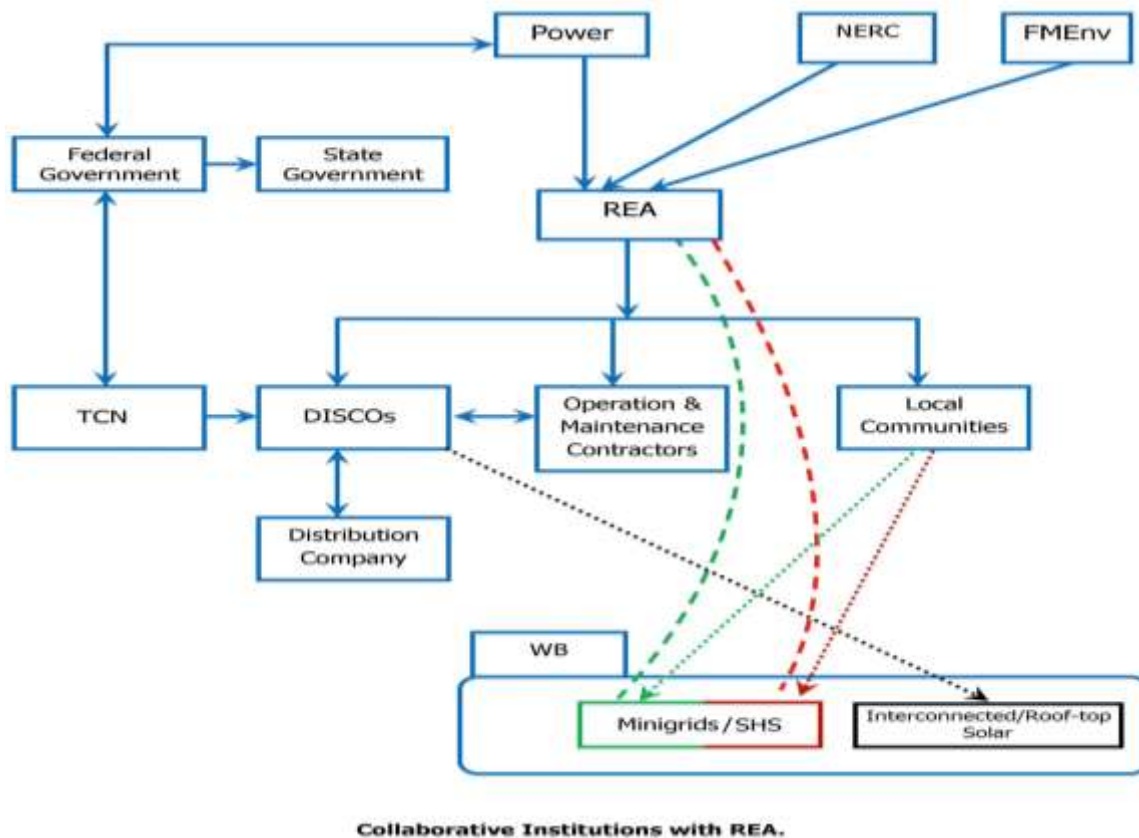 Power
NERC
FMEnv
Federal
Government
State
Government
REA
TCN
DISCOs
Operation &
Maintenance
Contractors
Local
Communities
Distribution
Company
WB
Minigrids/SHS
Interconnected/Roof-top
Solar
Collaborative Institutions with REA.